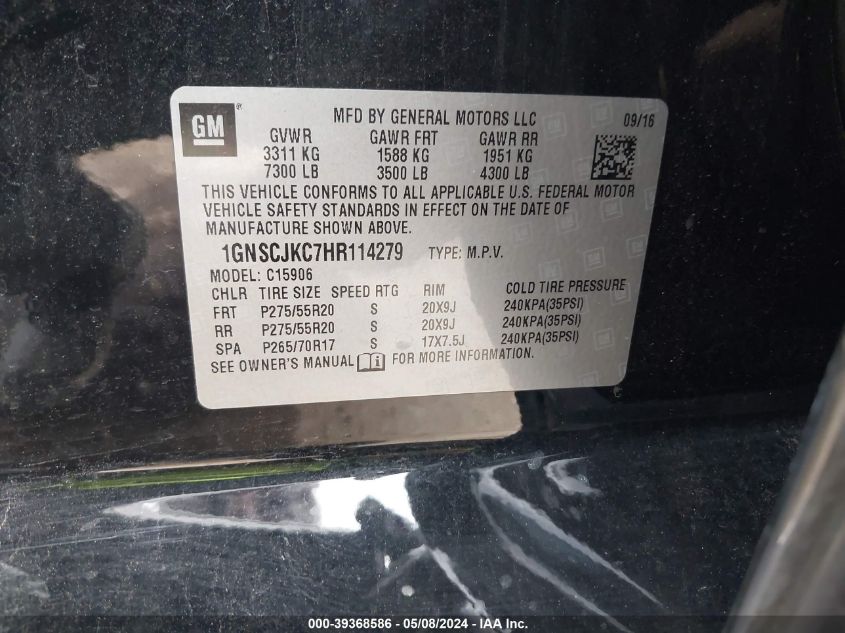 GM®
MFD BY GENERAL MOTORS LLC 09/16
GVWR GAWR FRT GAWR RR
3311 KG 1588 KG 1951 KG
7300 LB 3500 LB 4300 LB
THIS VEHICLE CONFORMS TO ALL APPLICABLE U.S. FEDERAL MOTOR
VEHICLE SAFETY STANDARDS IN EFFECT ON THE DATE OF
MANUFACTURE SHOWN ABOVE.
1GNSCJKC7HR114279 TYPE: M.P.V.
MODEL: C15906
CHLR TIRE SIZE SPEED RTG RIM COLD TIRE PRESSURE
FRT P275/55R20 S 20X9J 240KPA(35PSI)
RR P275/55R20 S 20X9J 240KPA(35PSI)
SPA P265/70R17 S 17X7.5J 240KPA(35PSI)
SEE OWNER'S MANUAL FOR MORE INFORMATION.
000-39368586 - 05/08/2024 - IAA Inc.